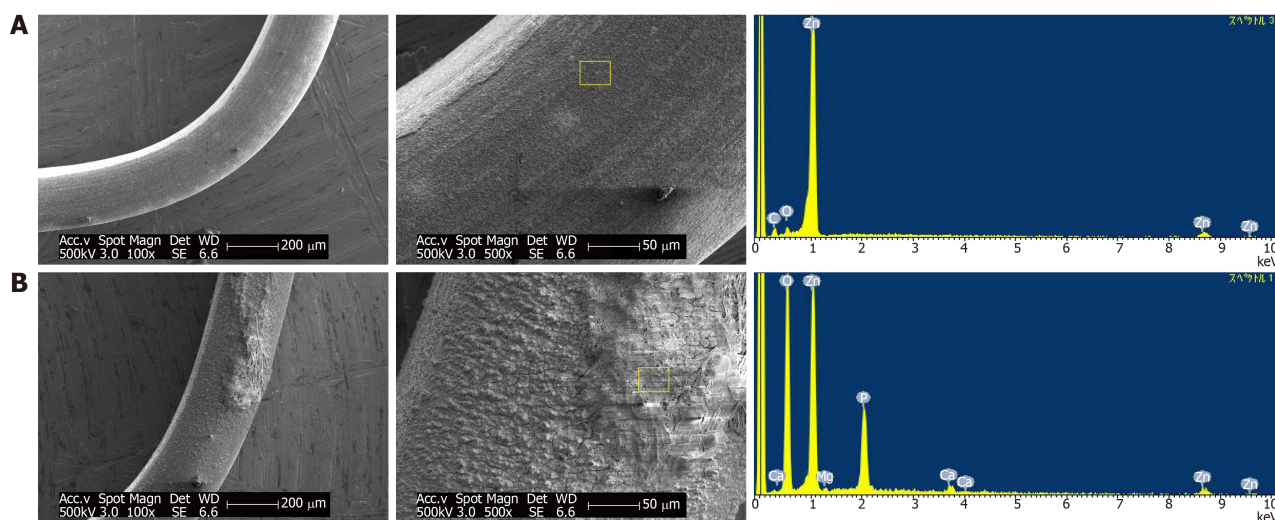 A
Acc.v Spot Magn Det WD
500kV 3.0 100x SE 6.6 200 μm
Acc.v Spot Magn Det WD
500kV 3.0 500x SE 6.6 50 μm
スペクトル 3
Zn
C
O
Zn
Zn
0 1 2 3 4 5 6 7 8 9 10
keV
B
Acc.v Spot Magn Det WD
500kV 3.0 100x SE 6.6 200 μm
Acc.v Spot Magn Det WD
500kV 3.0 500x SE 6.6 50 μm
スペクトル 1
O
Zn
P
Ca
Mg
Ca
Ca
Zn
Zn
0 1 2 3 4 5 6 7 8 9 10
keV